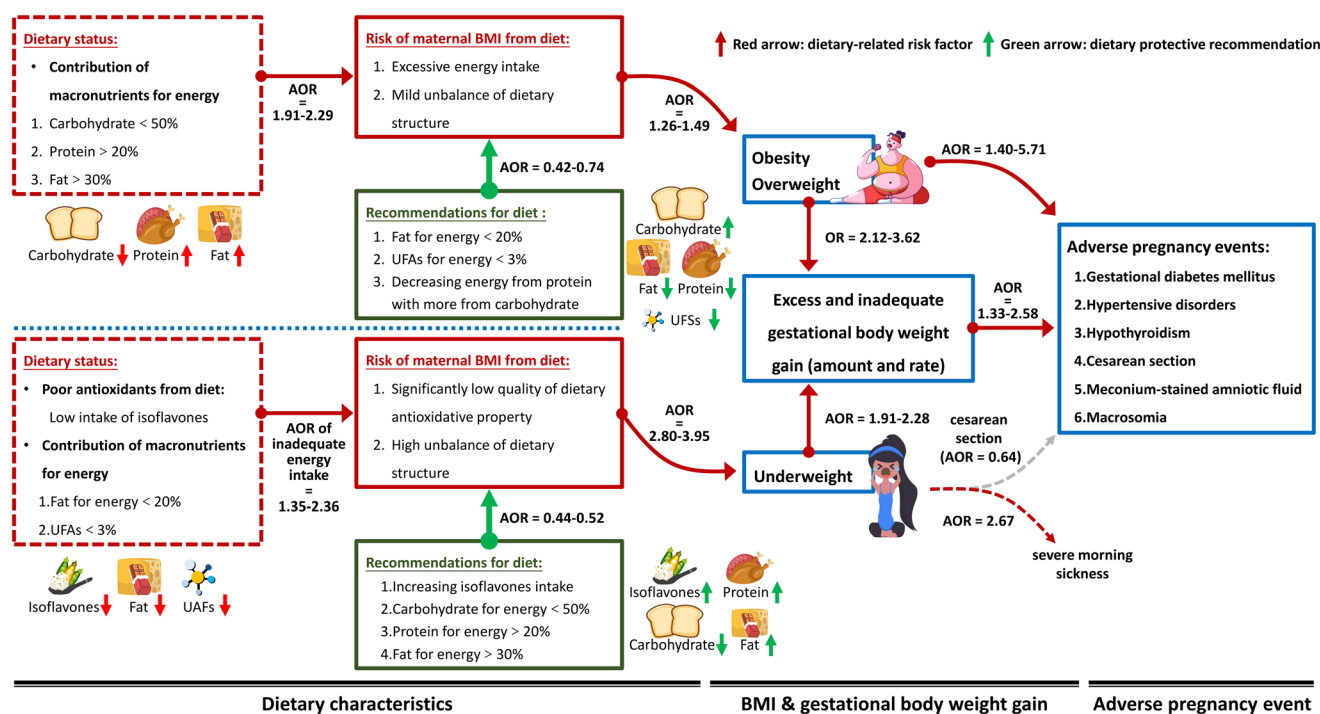 Red arrow: dietary-related risk factor
Green arrow: dietary protective recommendation
Dietary status:
• Contribution of
macronutrients for energy
1. Carbohydrate < 50%
2. Protein > 20%
3. Fat > 30%
Carbohydrate
Protein
Fat
AOR
=
1.91-2.29
Risk of maternal BMI from diet:
1. Excessive energy intake
2. Mild unbalance of dietary
structure
AOR = 0.42-0.74
Recommendations for diet :
1. Fat for energy < 20%
2. UFAs for energy < 3%
3. Decreasing energy from protein
with more from carbohydrate
Carbohydrate
Fat
Protein
UFSs
AOR
=
1.26-1.49
Obesity
Overweight
AOR = 1.40-5.71
OR = 2.12-3.62
Excess and inadequate
gestational body weight
gain (amount and rate)
AOR
=
1.33-2.58
Adverse pregnancy events:
1.Gestational diabetes mellitus
2.Hypertensive disorders
3.Hypothyroidism
4.Cesarean section
5.Meconium-stained amniotic fluid
6.Macrosomia
Dietary status:
• Poor antioxidants from diet:
Low intake of isoflavones
• Contribution of macronutrients
for energy
1.Fat for energy < 20%
2.UFAs < 3%
Isoflavones
Fat
UAFs
AOR of
inadequate
energy
intake
=
1.35-2.36
Risk of maternal BMI from diet:
1. Significantly low quality of dietary
antioxidative property
2. High unbalance of dietary
structure
AOR = 0.44-0.52
Recommendations for diet:
1.Increasing isoflavones intake
2.Carbohydrate for energy < 50%
3.Protein for energy > 20%
4.Fat for energy > 30%
Isoflavones
Protein
Carbohydrate
Fat
AOR
=
2.80-3.95
AOR = 1.91-2.28
Underweight
cesarean
section
(AOR = 0.64)
AOR = 2.67
severe morning
sickness
Dietary characteristics
BMI & gestational body weight gain
Adverse pregnancy event